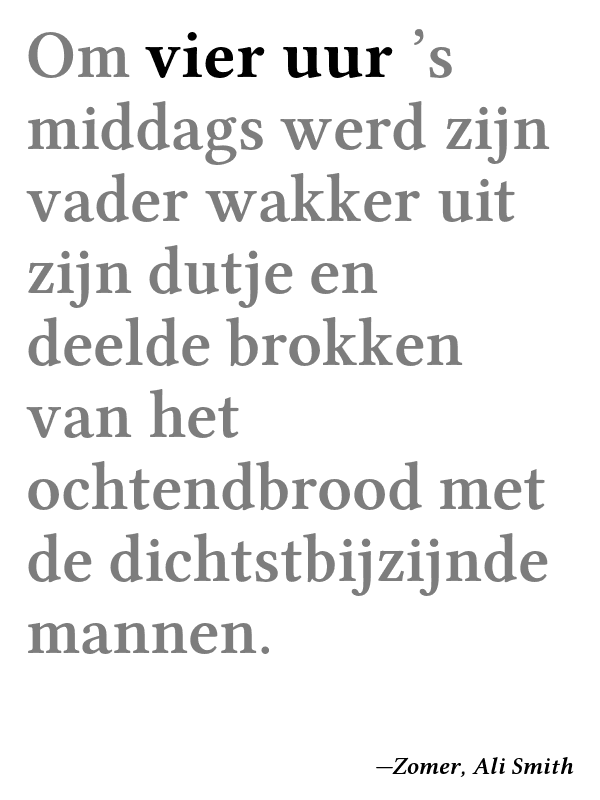 Om vier uur ’s
middags werd zijn
vader wakker uit
zijn dutje en
deelde brokken
van het
ochtendbrood met
de dichtstbijzijnde
mannen.
—Zomer, Ali Smith